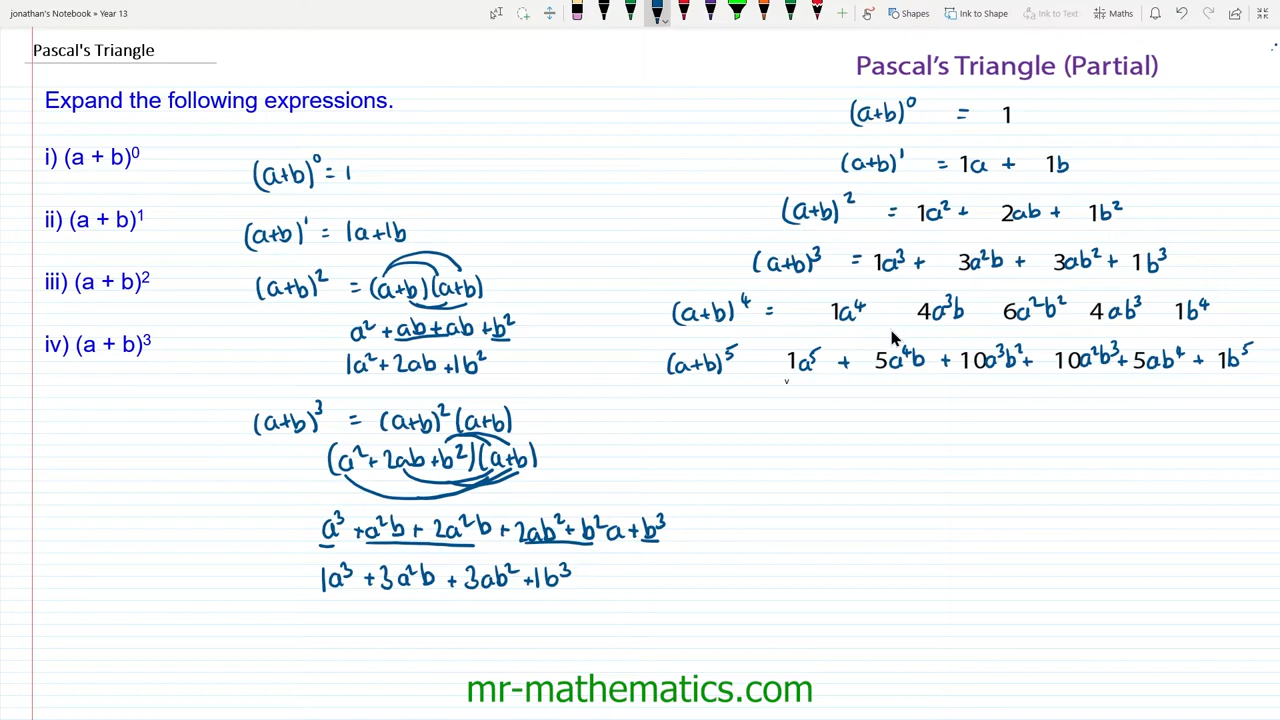 jonathan's Notebook » Year 13
Shapes Ink to Shape Ink to Text Maths
Pascal's Triangle
Expand the following expressions.
i) (a + b)⁰
ii) (a + b)¹
iii) (a + b)²
iv) (a + b)³
(a+b)⁰ = 1
(a+b)¹ = 1a+1b
(a+b)² = (a+b)(a+b)
a² + ab + ab + b²
1a² + 2ab + 1b²
(a+b)³ = (a+b)²(a+b)
(a² + 2ab + b²)(a+b)
a³ + a²b + 2a²b + 2ab² + b²a + b³
1a³ + 3a²b + 3ab² + 1b³
Pascal's Triangle (Partial)
(a+b)⁰ = 1
(a+b)¹ = 1a + 1b
(a+b)² = 1a² + 2ab + 1b²
(a+b)³ = 1a³ + 3a²b + 3ab² + 1b³
(a+b)⁴ = 1a⁴ 4a³b 6a²b² 4ab³ 1b⁴
(a+b)⁵ 1a⁵ + 5a⁴b + 10a³b² + 10a²b³ + 5ab⁴ + 1b⁵
mr-mathematics.com